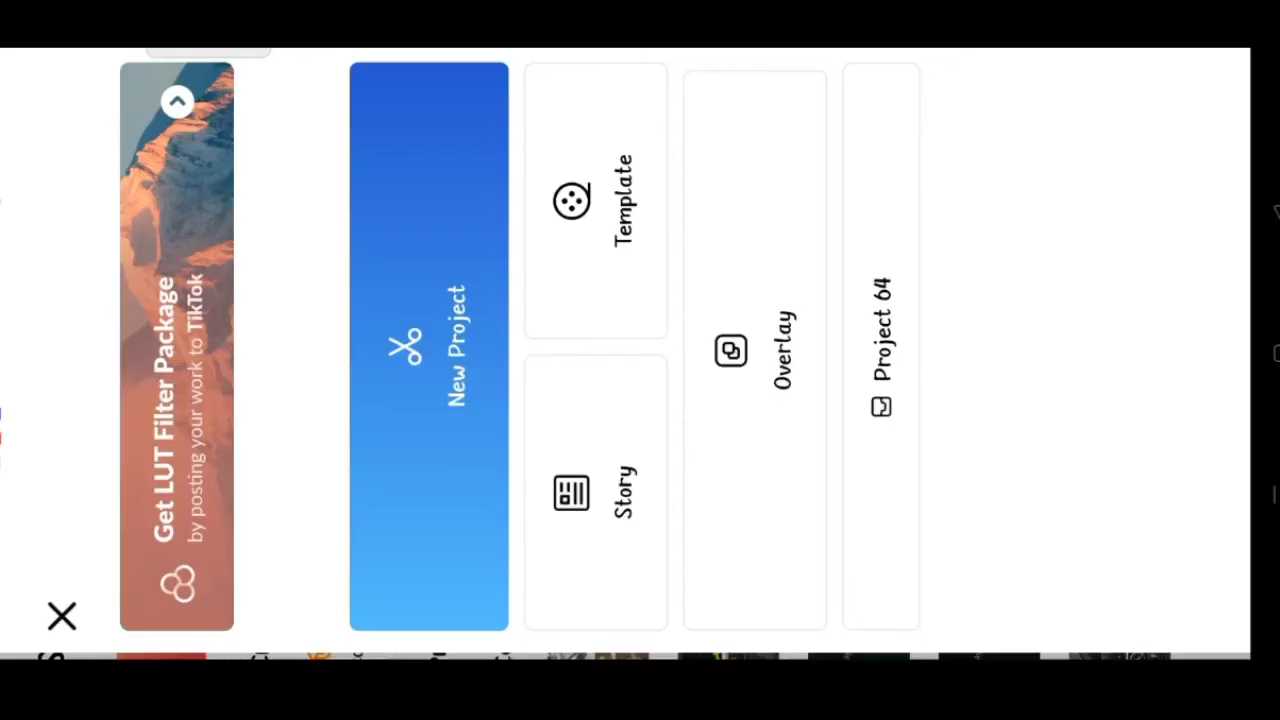 Get LUT Filter Package
by posting your work to TikTok
New Project
Story
Template
Overlay
Project 64